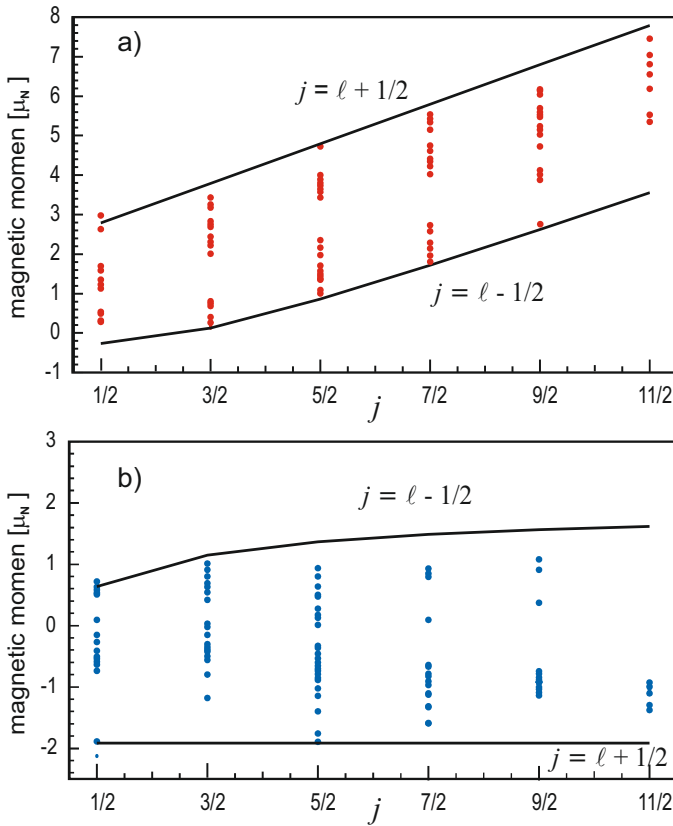 a)
magnetic momen [μN]
8
7
6
5
4
3
2
1
0
-1
j = ℓ + 1/2
j = ℓ - 1/2
1/2 3/2 5/2 7/2 9/2 11/2
j
b)
magnetic momen [μN]
3
2
1
0
-1
-2
j = ℓ - 1/2
j = ℓ + 1/2
1/2 3/2 5/2 7/2 9/2 11/2
j